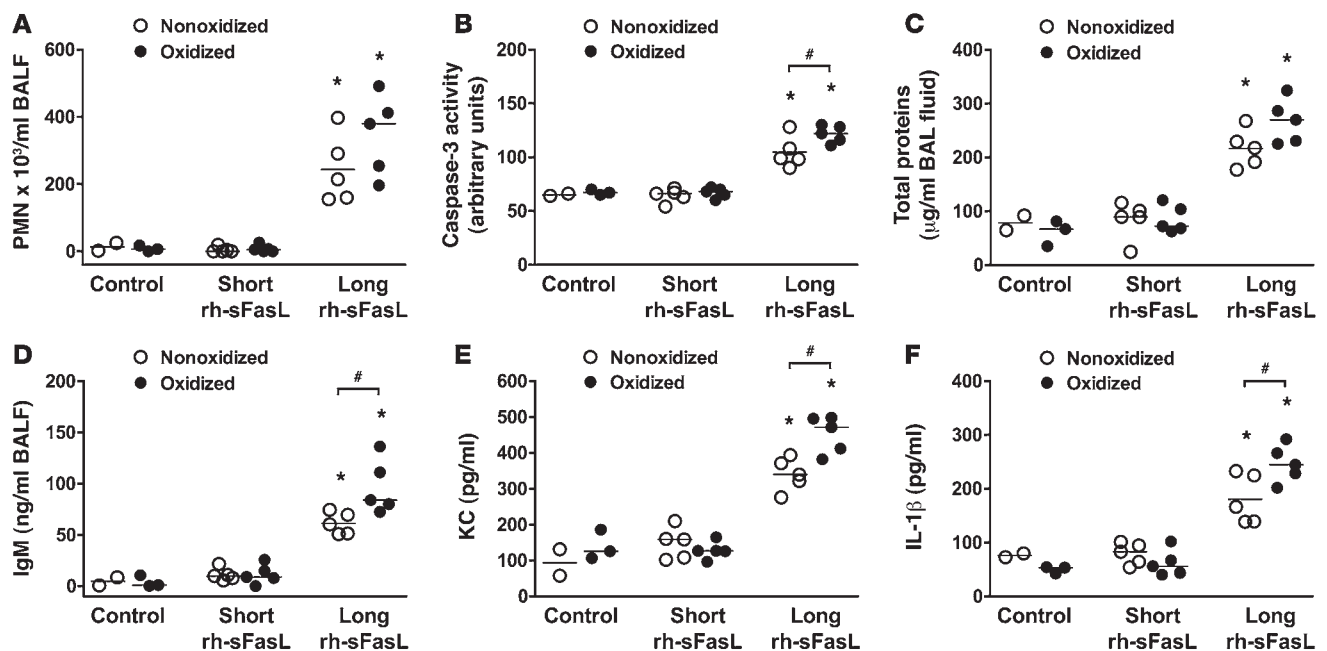 A
Nonoxidized
Oxidized
PMN x 10³/ml BALF
600
400
200
0
* *
Control
Short
rh-sFasL
Long
rh-sFasL
B
Nonoxidized
Oxidized
Caspase-3 activity
(arbitrary units)
200
150
100
50
0
#
* *
Control
Short
rh-sFasL
Long
rh-sFasL
C
Nonoxidized
Oxidized
Total proteins
(μg/ml BAL fluid)
400
300
200
100
0
* *
Control
Short
rh-sFasL
Long
rh-sFasL
D
Nonoxidized
Oxidized
IgM (ng/ml BALF)
200
150
100
50
0
#
* *
Control
Short
rh-sFasL
Long
rh-sFasL
E
Nonoxidized
Oxidized
KC (pg/ml)
600
500
400
300
200
100
0
#
* *
Control
Short
rh-sFasL
Long
rh-sFasL
F
Nonoxidized
Oxidized
IL-1β (pg/ml)
400
300
200
100
0
#
* *
Control
Short
rh-sFasL
Long
rh-sFasL